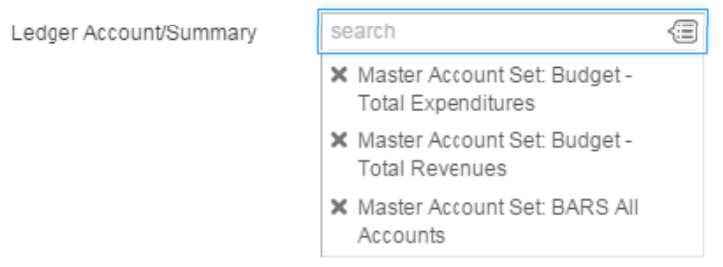 Ledger Account/Summary
search
Master Account Set: Budget -
Total Expenditures
Master Account Set: Budget -
Total Revenues
Master Account Set: BARS All
Accounts